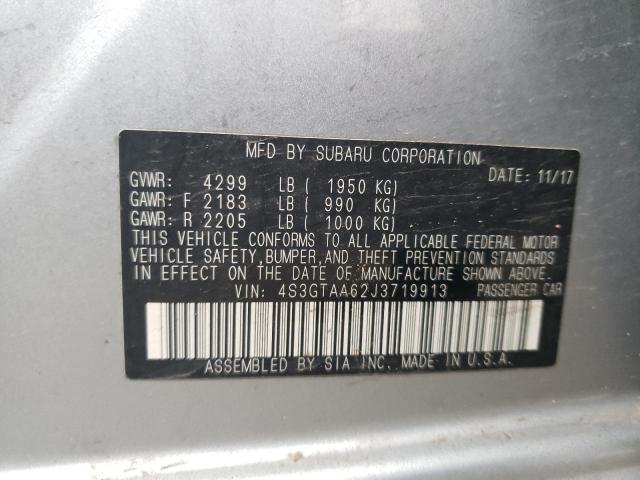 MFD BY SUBARU CORPORATION
DATE: 11/17
GVWR: 4299 LB ( 1950 KG)
GAWR: F 2183 LB ( 990 KG)
GAWR: R 2205 LB ( 1000 KG)
THIS VEHICLE CONFORMS TO ALL APPLICABLE FEDERAL MOTOR
VEHICLE SAFETY, BUMPER, AND THEFT PREVENTION STANDARDS
IN EFFECT ON THE DATE OF MANUFACTURE SHOWN ABOVE.
VIN: 4S3GTAA62J3719913 PASSENGER CAR
ASSEMBLED BY SIA INC. MADE IN U.S.A.